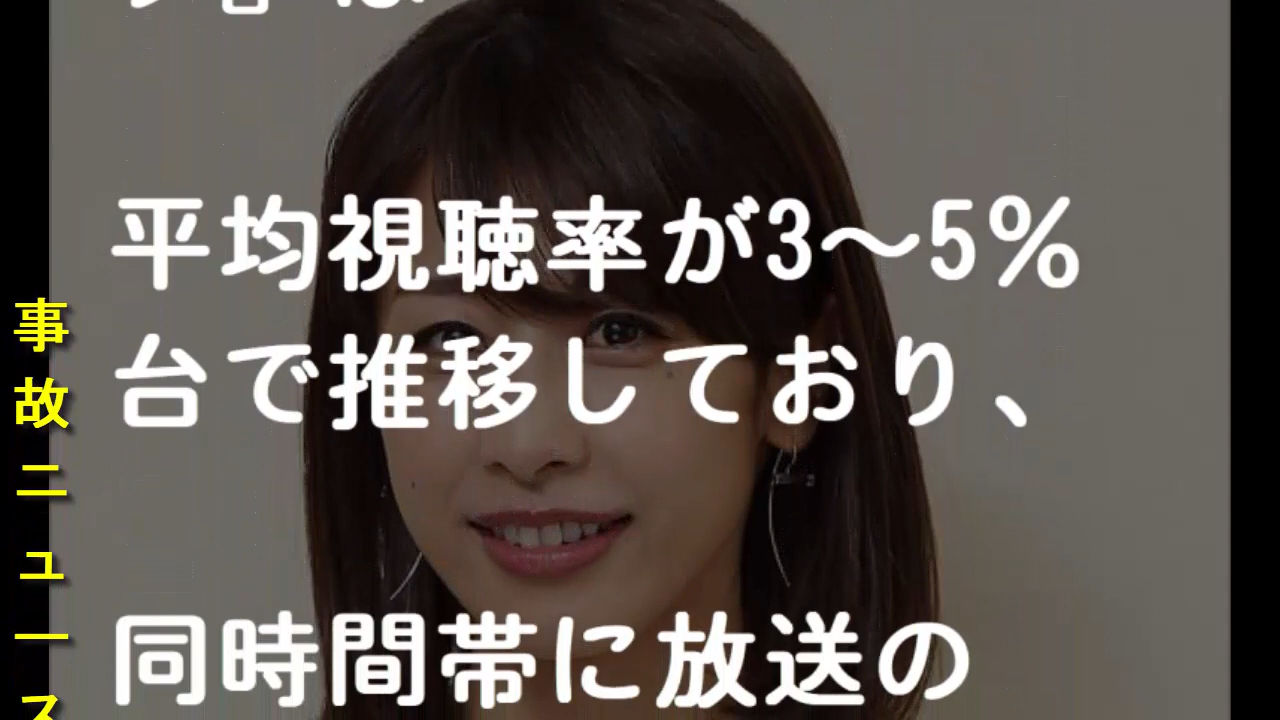 平均視聴率が3～5％
台で推移しており、
同時間帯に放送の
事故ニュース